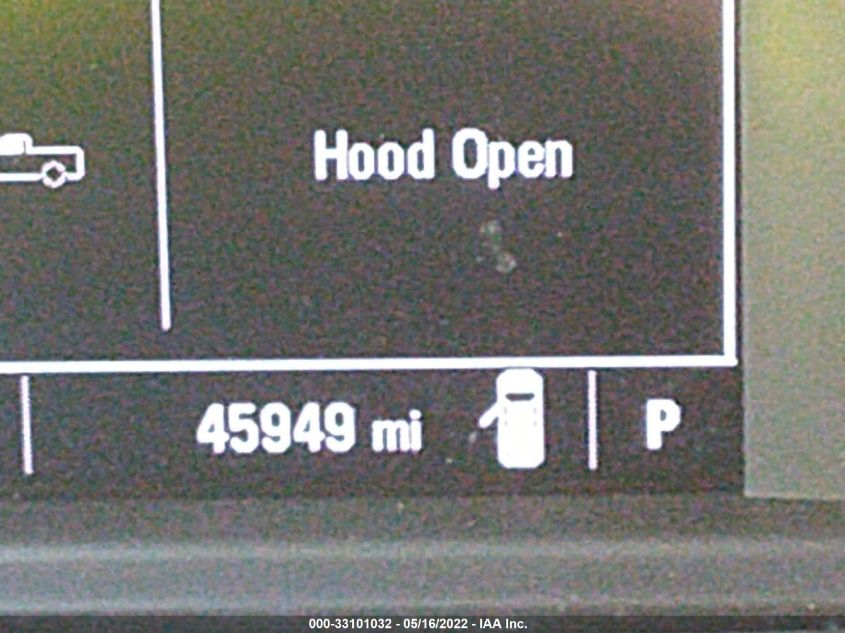 Hood Open
45949 mi P
000-33101032 - 05/16/2022 - IAA Inc.